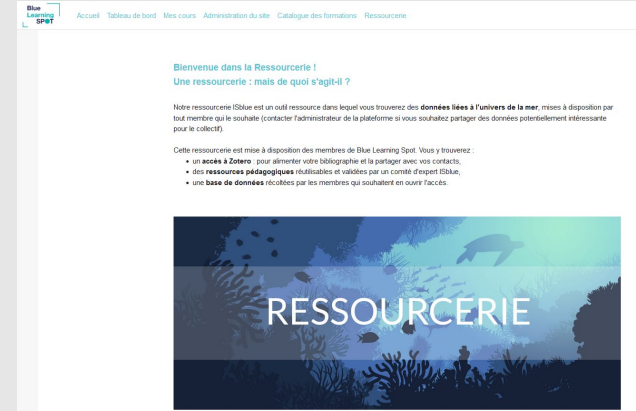 Blue
Learning
SPOT
Accueil Tableau de bord Mes cours Administration du site Catalogue des formations Ressourcerie
Bienvenue dans la Ressourcerie !
Une ressourcerie : mais de quoi s'agit-il ?
Notre ressourcerie ISblue est un outil ressource dans lequel vous trouverez des données liées à l'univers de la mer, mises à disposition par
tout membre qui le souhaite (contacter l'administrateur de la plateforme si vous souhaitez partager des données potentiellement intéressante
pour le collectif).
Cette ressourcerie est mise à disposition des membres de Blue Learning Spot. Vous y trouverez :
• un accès à Zotero : pour alimenter votre bibliographie et la partager avec vos contacts,
• des ressources pédagogiques réutilisables et validées par un comité d'expert ISblue,
• une base de données récoltées par les membres qui souhaitent en ouvrir l'accès.
RESSOURCERIE